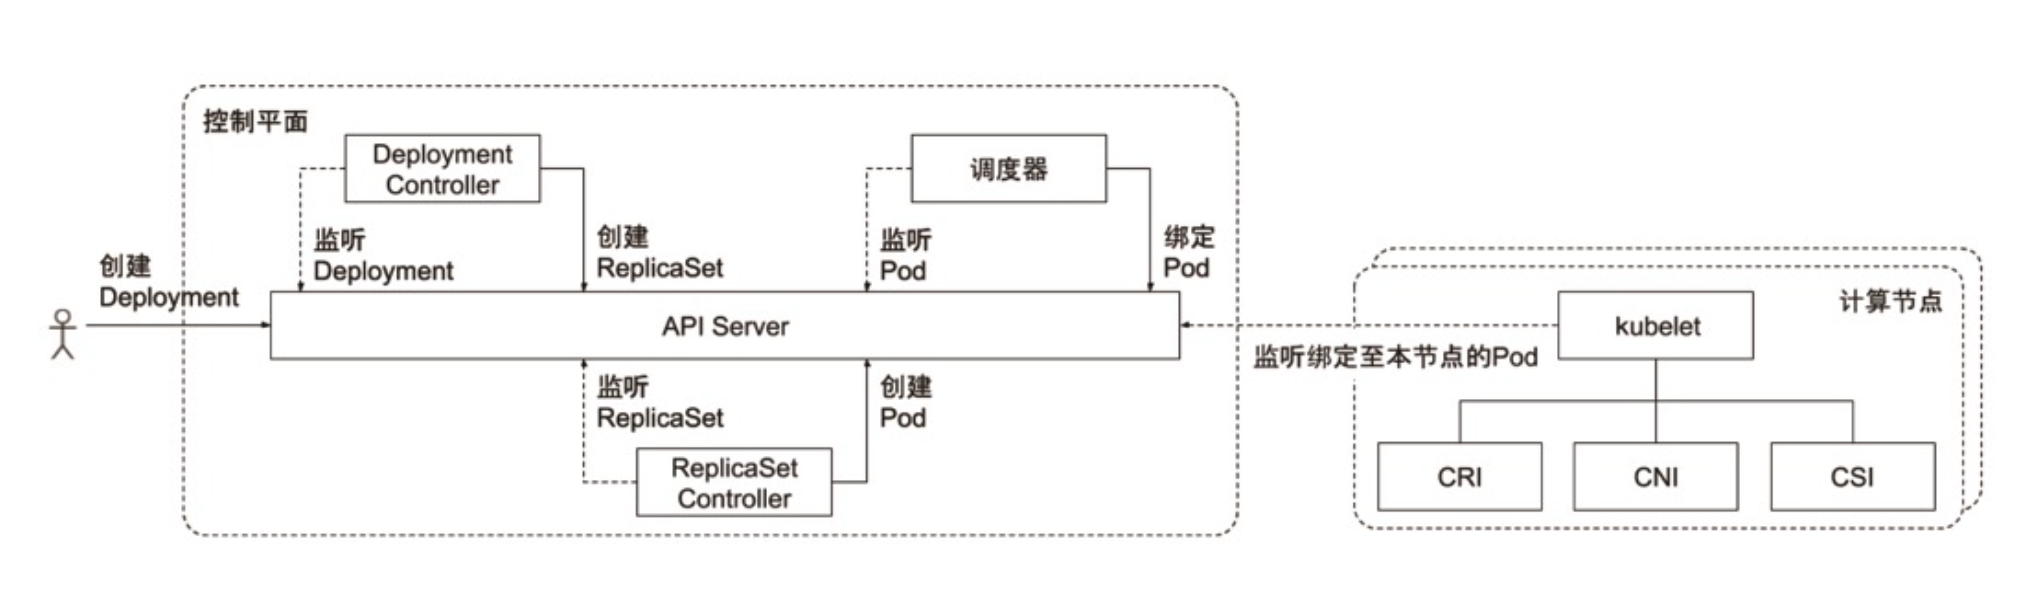 控制平面
Deployment
Controller
调度器
监听
Deployment
创建
ReplicaSet
监听
Pod
绑定
Pod
创建
Deployment
API Server
监听
ReplicaSet
创建
Pod
ReplicaSet
Controller
计算节点
kubelet
监听绑定至本节点的Pod
CRI
CNI
CSI